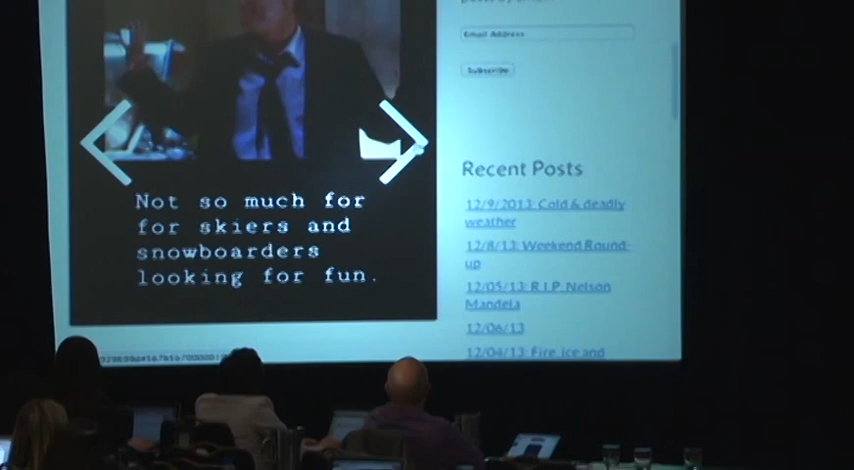 Email Address
Subscribe
Recent Posts
12/9/2013: Cold & deadly
weather
12/8/13: Weekend Round-
up
12/05/13: R.I.P. Nelson
Mandela
12/06/13
12/04/13: Fire, ice and
Not so much for
for skiers and
snowboarders
looking for fun.